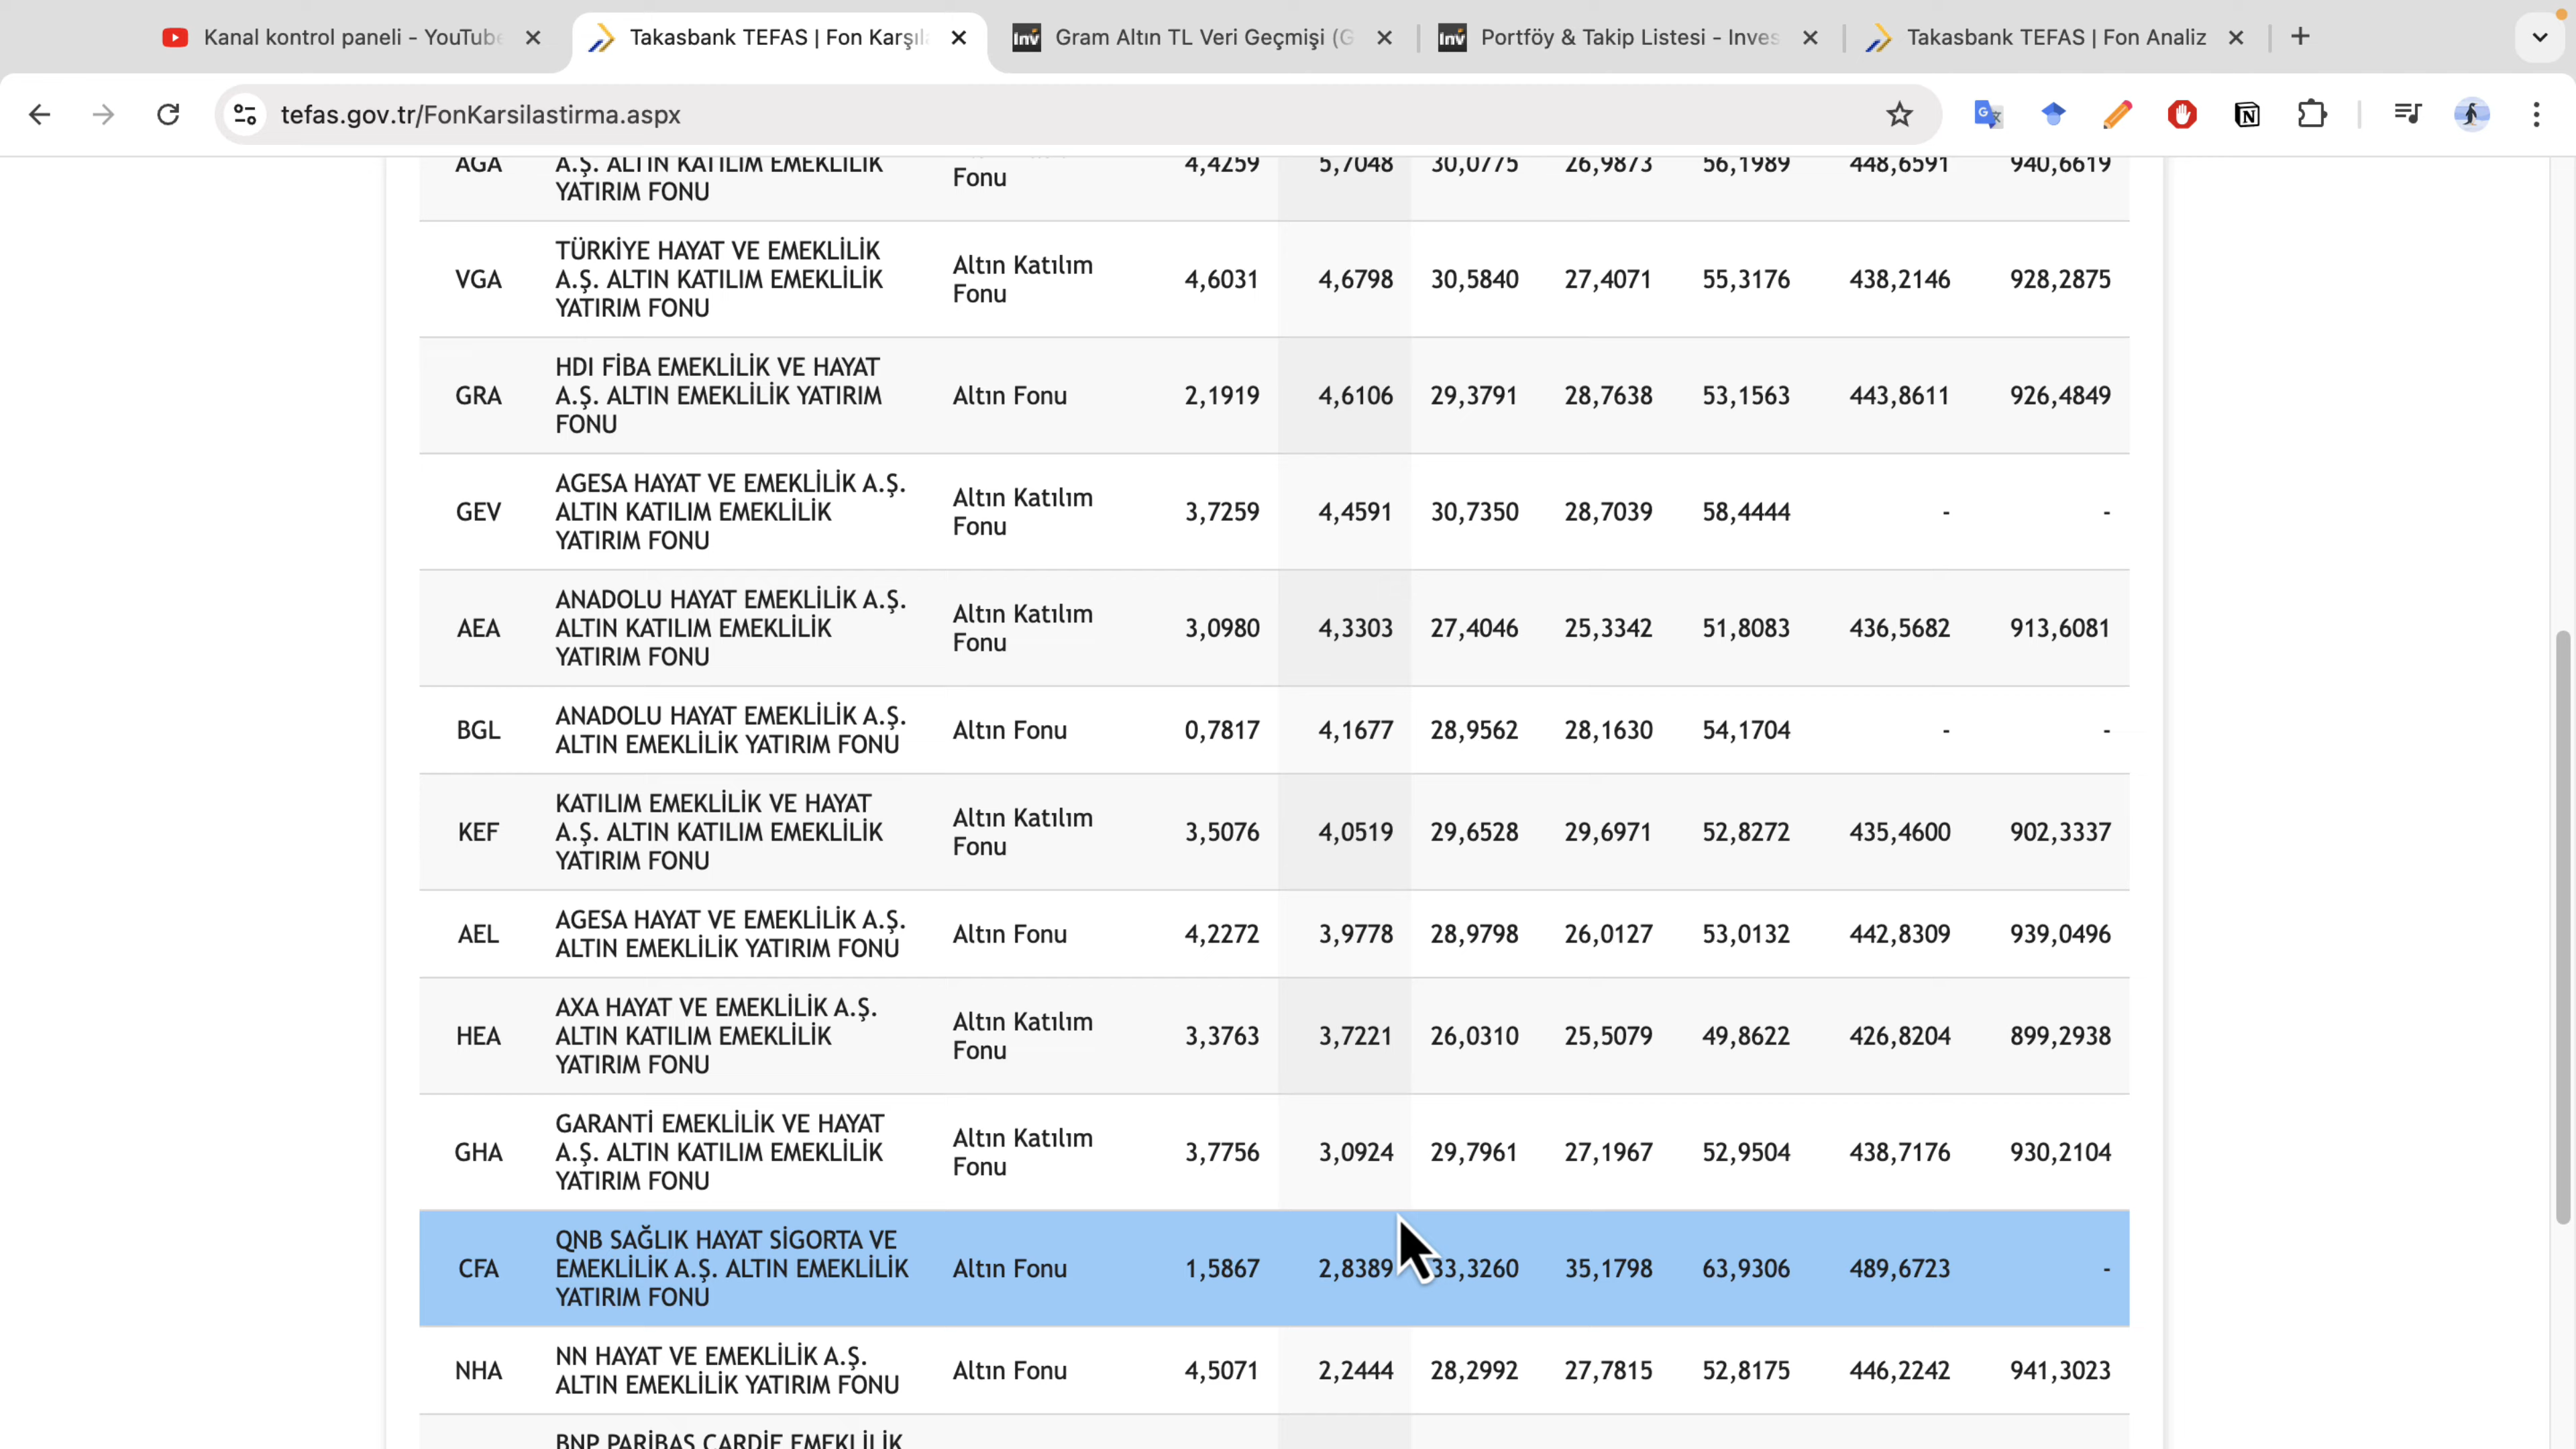 Kanal kontrol paneli - YouTube
Takasbank TEFAS | Fon Karşıla
Gram Altın TL Veri Geçmişi (G
Portföy & Takip Listesi - Inves
Takasbank TEFAS | Fon Analiz
tefas.gov.tr/FonKarsilastirma.aspx
AGA A.Ş. ALTIN KATILIM EMEKLİLİK YATIRIM FONU Fonu 4,4259 5,7048 30,0775 26,9873 56,1989 448,6591 940,6619
VGA TÜRKİYE HAYAT VE EMEKLİLİK A.Ş. ALTIN KATILIM EMEKLİLİK YATIRIM FONU Altın Katılım Fonu 4,6031 4,6798 30,5840 27,4071 55,3176 438,2146 928,2875
GRA HDI FİBA EMEKLİLİK VE HAYAT A.Ş. ALTIN EMEKLİLİK YATIRIM FONU Altın Fonu 2,1919 4,6106 29,3791 28,7638 53,1563 443,8611 926,4849
GEV AGESA HAYAT VE EMEKLİLİK A.Ş. ALTIN KATILIM EMEKLİLİK YATIRIM FONU Altın Katılım Fonu 3,7259 4,4591 30,7350 28,7039 58,4444 - -
AEA ANADOLU HAYAT EMEKLİLİK A.Ş. ALTIN KATILIM EMEKLİLİK YATIRIM FONU Altın Katılım Fonu 3,0980 4,3303 27,4046 25,3342 51,8083 436,5682 913,6081
BGL ANADOLU HAYAT EMEKLİLİK A.Ş. ALTIN EMEKLİLİK YATIRIM FONU Altın Fonu 0,7817 4,1677 28,9562 28,1630 54,1704 - -
KEF KATILIM EMEKLİLİK VE HAYAT A.Ş. ALTIN KATILIM EMEKLİLİK YATIRIM FONU Altın Katılım Fonu 3,5076 4,0519 29,6528 29,6971 52,8272 435,4600 902,3337
AEL AGESA HAYAT VE EMEKLİLİK A.Ş. ALTIN EMEKLİLİK YATIRIM FONU Altın Fonu 4,2272 3,9778 28,9798 26,0127 53,0132 442,8309 939,0496
HEA AXA HAYAT VE EMEKLİLİK A.Ş. ALTIN KATILIM EMEKLİLİK YATIRIM FONU Altın Katılım Fonu 3,3763 3,7221 26,0310 25,5079 49,8622 426,8204 899,2938
GHA GARANTİ EMEKLİLİK VE HAYAT A.Ş. ALTIN KATILIM EMEKLİLİK YATIRIM FONU Altın Katılım Fonu 3,7756 3,0924 29,7961 27,1967 52,9504 438,7176 930,2104
CFA QNB SAĞLIK HAYAT SİGORTA VE EMEKLİLİK A.Ş. ALTIN EMEKLİLİK YATIRIM FONU Altın Fonu 1,5867 2,8389 33,3260 35,1798 63,9306 489,6723 -
NHA NN HAYAT VE EMEKLİLİK A.Ş. ALTIN EMEKLİLİK YATIRIM FONU Altın Fonu 4,5071 2,2444 28,2992 27,7815 52,8175 446,2242 941,3023
BNP PARİBAS CARDİF EMEKLİLİK